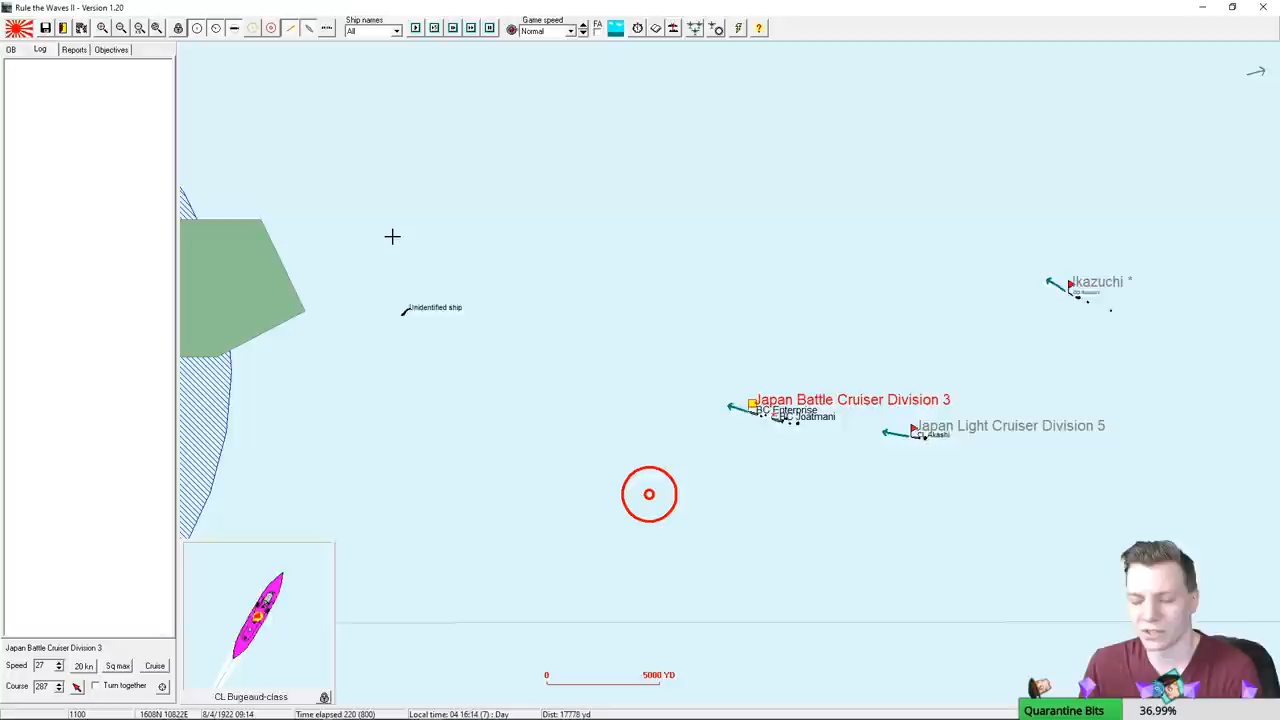 Rule the Waves II - Version 1.20
Ship names
All
Game speed
Normal
FA
OB
Log
Reports
Objectives
Unidentified ship
Ikazuchi *
Japan Battle Cruiser Division 3
BC Enterprise
BC Joatmani
Japan Light Cruiser Division 5
CL Akashi
CL Bugeaud-class
0
5000 YD
Japan Battle Cruiser Division 3
Speed
27
20 kn
Sq max
Cruise
Course
287
Turn together
1100
1608N 10822E
8/4/1922 09:14
Time elapsed 220 (800)
Local time: 04 16:14 (7) : Day
Dist: 17778 yd
Quarantine Bits
36.99%